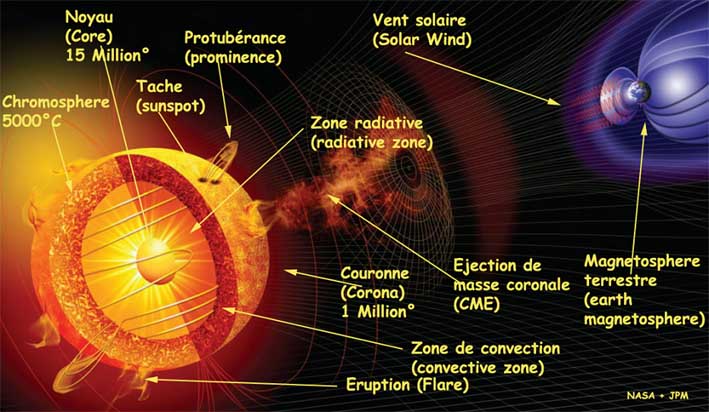 Noyau
(Core)
15 Million°
Protubérance
(prominence)
Vent solaire
(Solar Wind)
Tache
(sunspot)
Chromosphere
5000°C
Zone radiative
(radiative zone)
Couronne
(Corona)
1 Million°
Ejection de
masse coronale
(CME)
Magnetosphere
terrestre
(earth
magnetosphere)
Zone de convection
(convective zone)
Eruption (Flare)
NASA + JPM